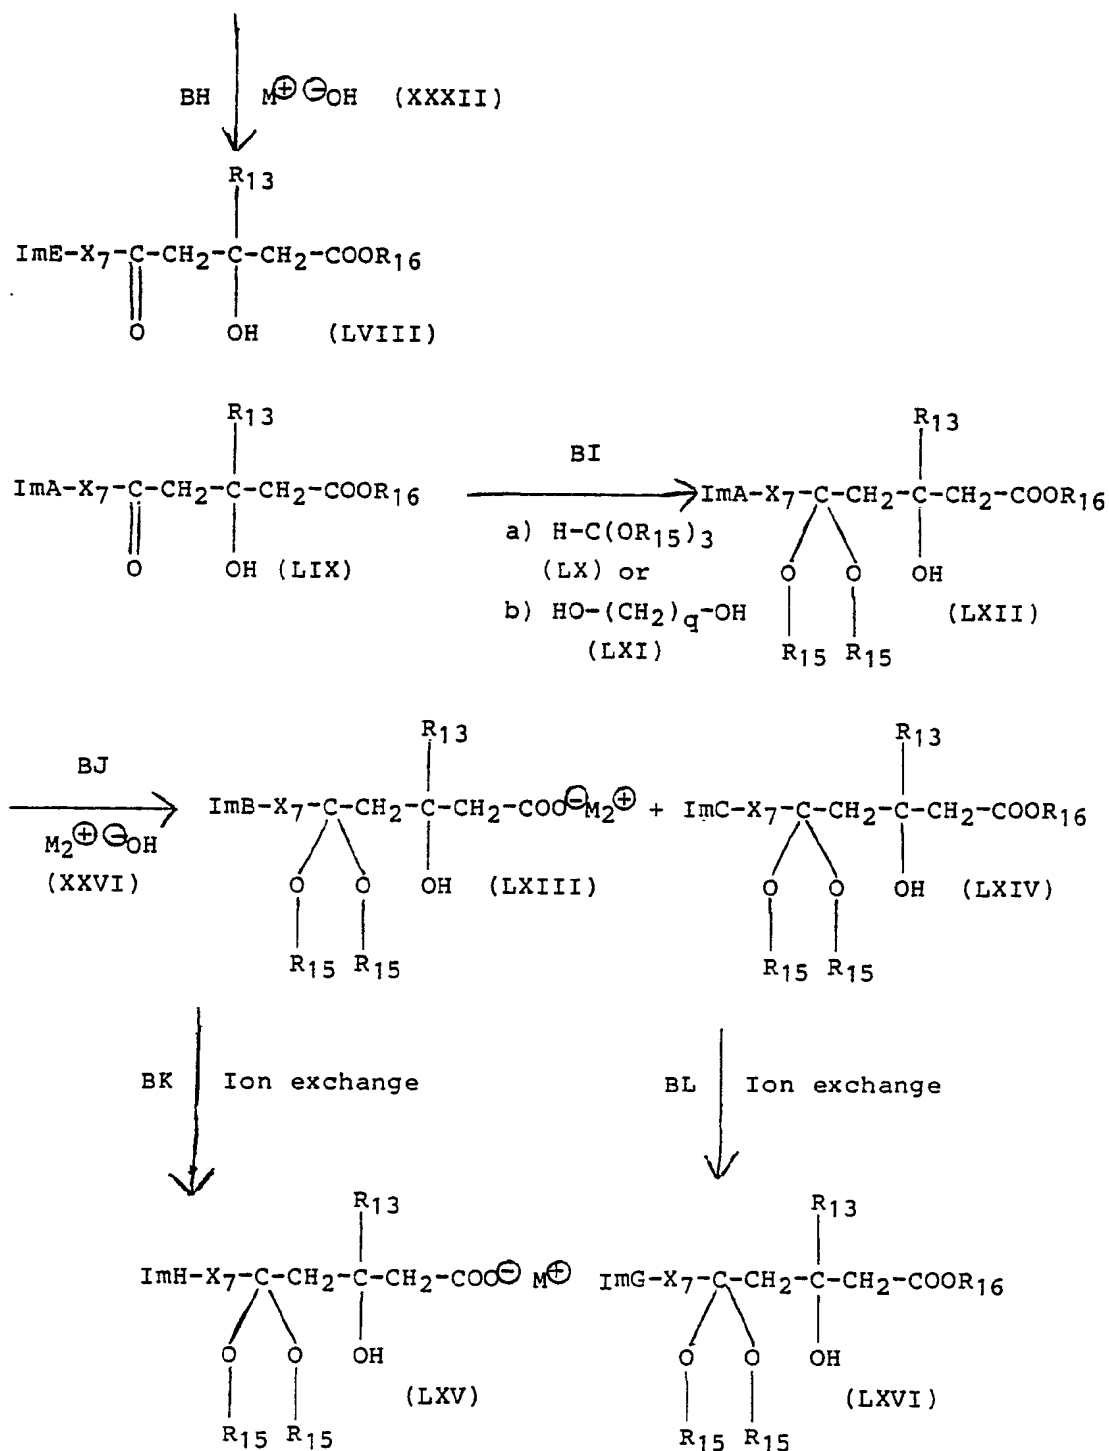 BH M⊕ ⊖OH (XXXII)
R13
ImE-X7-C-CH2-C-CH2-COOR16
O OH (LVIII)
R13
ImA-X7-C-CH2-C-CH2-COOR16
O OH (LIX)
BI
a) H-C(OR15)3
(LX) or
b) HO-(CH2)q-OH
(LXI)
R13
ImA-X7-C-CH2-C-CH2-COOR16
O O OH
(LXII)
R15 R15
BJ
M2⊕ ⊖OH
(XXVI)
R13
ImB-X7-C-CH2-C-CH2-COO⊖M2⊕ +
O O OH (LXIII)
R15 R15
R13
ImC-X7-C-CH2-C-CH2-COOR16
O O OH (LXIV)
R15 R15
BK Ion exchange
BL Ion exchange
R13
ImH-X7-C-CH2-C-CH2-COO⊖ M⊕
O O OH
(LXV)
R15 R15
R13
ImG-X7-C-CH2-C-CH2-COOR16
O O OH
(LXVI)
R15 R15